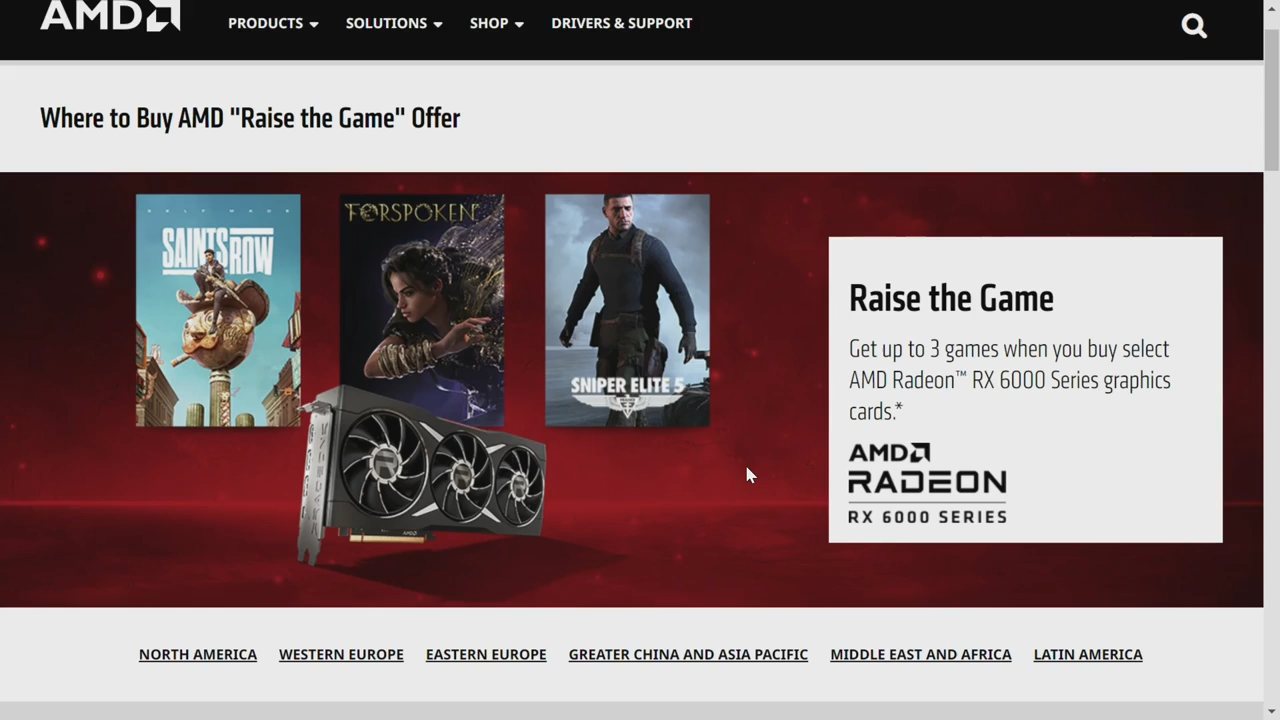 AMD
PRODUCTS
SOLUTIONS
SHOP
DRIVERS & SUPPORT
Where to Buy AMD "Raise the Game" Offer
SELF MADE
SAINTS ROW
FORSPOKEN
SNIPER ELITE 5
Raise the Game
Get up to 3 games when you buy select
AMD Radeon™ RX 6000 Series graphics
cards.*
AMD
RADEON
RX 6000 SERIES
NORTH AMERICA
WESTERN EUROPE
EASTERN EUROPE
GREATER CHINA AND ASIA PACIFIC
MIDDLE EAST AND AFRICA
LATIN AMERICA